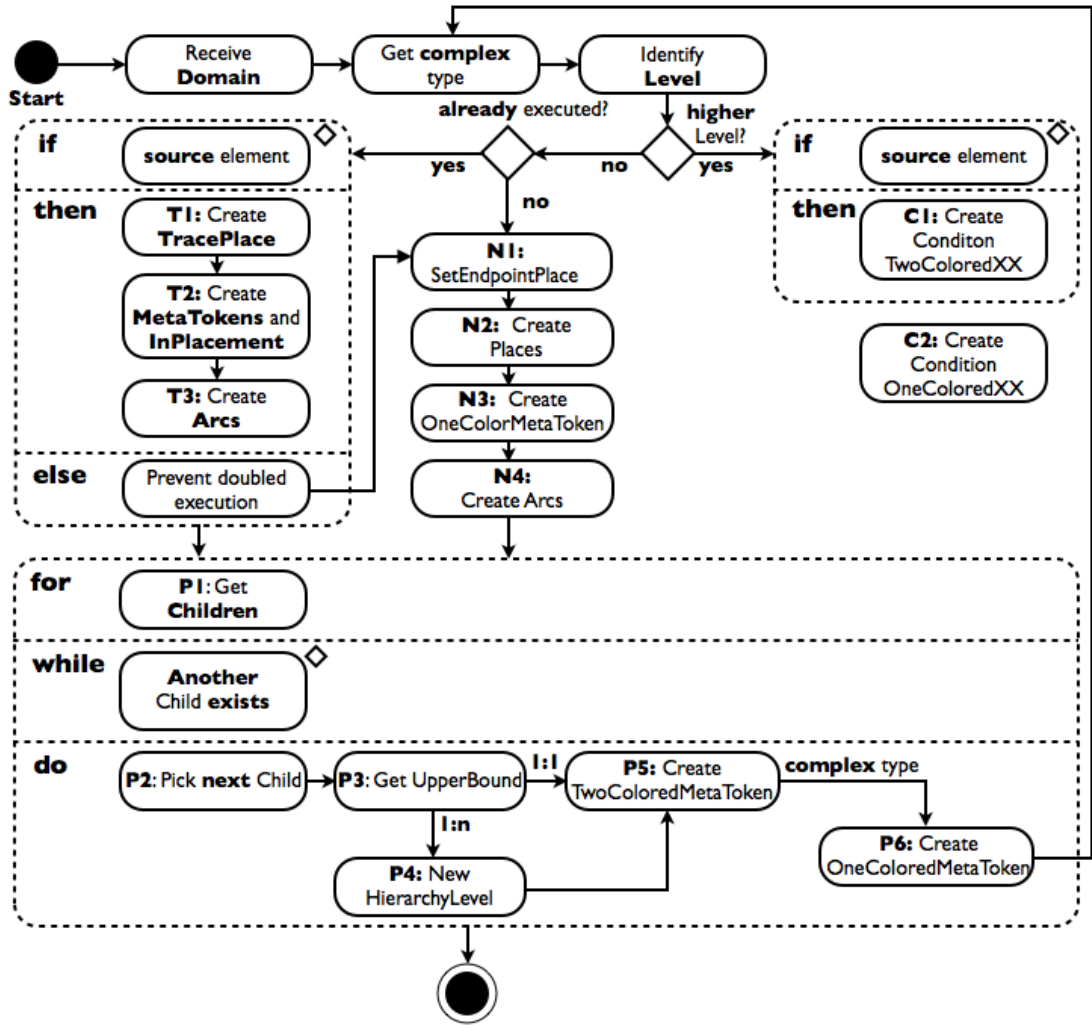 Start
Receive
Domain
Get complex
type
Identify
Level
already executed?
higher
Level?
yes
no
yes
no
if
source element
then
T1: Create
TracePlace
T2: Create
MetaTokens and
InPlacement
T3: Create
Arcs
else
Prevent doubled
execution
N1:
SetEndpointPlace
N2: Create
Places
N3: Create
OneColorMetaToken
N4:
Create Arcs
if
source element
then
C1: Create
Conditon
TwoColoredXX
C2: Create
Condition
OneColoredXX
for
P1: Get
Children
while
Another
Child exists
do
P2: Pick next Child
P3: Get UpperBound
1:1
1:n
P4: New
HierarchyLevel
P5: Create
TwoColoredMetaToken
complex type
P6: Create
OneColoredMetaToken